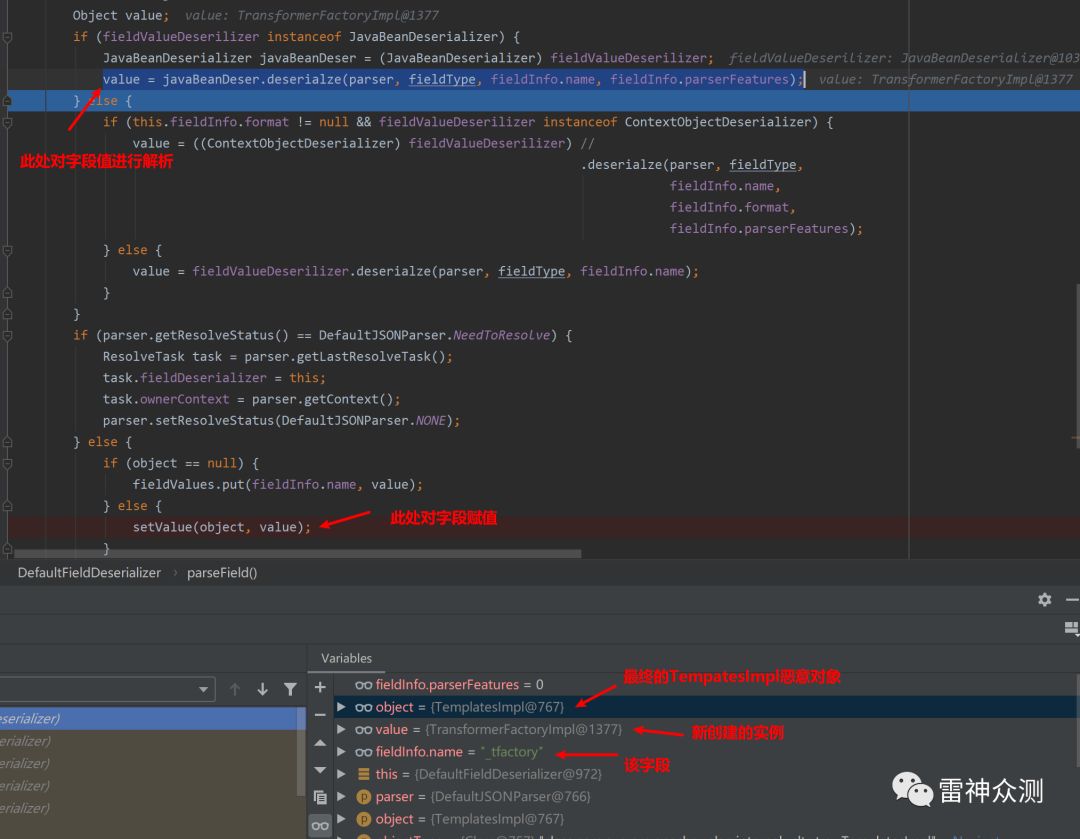 Object value;  value: TransformerFactoryImpl@1377
if (fieldValueDeserilizer instanceof JavaBeanDeserializer) {
JavaBeanDeserializer javaBeanDeser = (JavaBeanDeserializer) fieldValueDeserilizer;  fieldValueDeserilizer: JavaBeanDeserializer@103
value = javaBeanDeser.deserialze(parser, fieldType, fieldInfo.name, fieldInfo.parserFeatures);  value: TransformerFactoryImpl@1377
} else {
if (this.fieldInfo.format != null && fieldValueDeserilizer instanceof ContextObjectDeserializer) {
value = ((ContextObjectDeserializer) fieldValueDeserilizer) //
此处对字段值进行解析
.deserialze(parser, fieldType,
fieldInfo.name,
fieldInfo.format,
fieldInfo.parserFeatures);
} else {
value = fieldValueDeserilizer.deserialze(parser, fieldType, fieldInfo.name);
}
}
if (parser.getResolveStatus() == DefaultJSONParser.NeedToResolve) {
ResolveTask task = parser.getLastResolveTask();
task.fieldDeserializer = this;
task.ownerContext = parser.getContext();
parser.setResolveStatus(DefaultJSONParser.NONE);
} else {
if (object == null) {
fieldValues.put(fieldInfo.name, value);
} else {
setValue(object, value); 此处对字段赋值
}
DefaultFieldDeserializer › parseField()
Variables
fieldInfo.parserFeatures = 0
最终的TempatesImpl恶意对象
object = {TemplatesImpl@767}
value = {TransformerFactoryImpl@1377} 新创建的实例
fieldInfo.name = "_tfactory"
该字段
this = {DefaultFieldDeserializer@972}
parser = {DefaultJSONParser@766}
object = {TemplatesImpl@767}
eserializer)
erializer)
erializer)
erializer)
erializer)
雷神众测